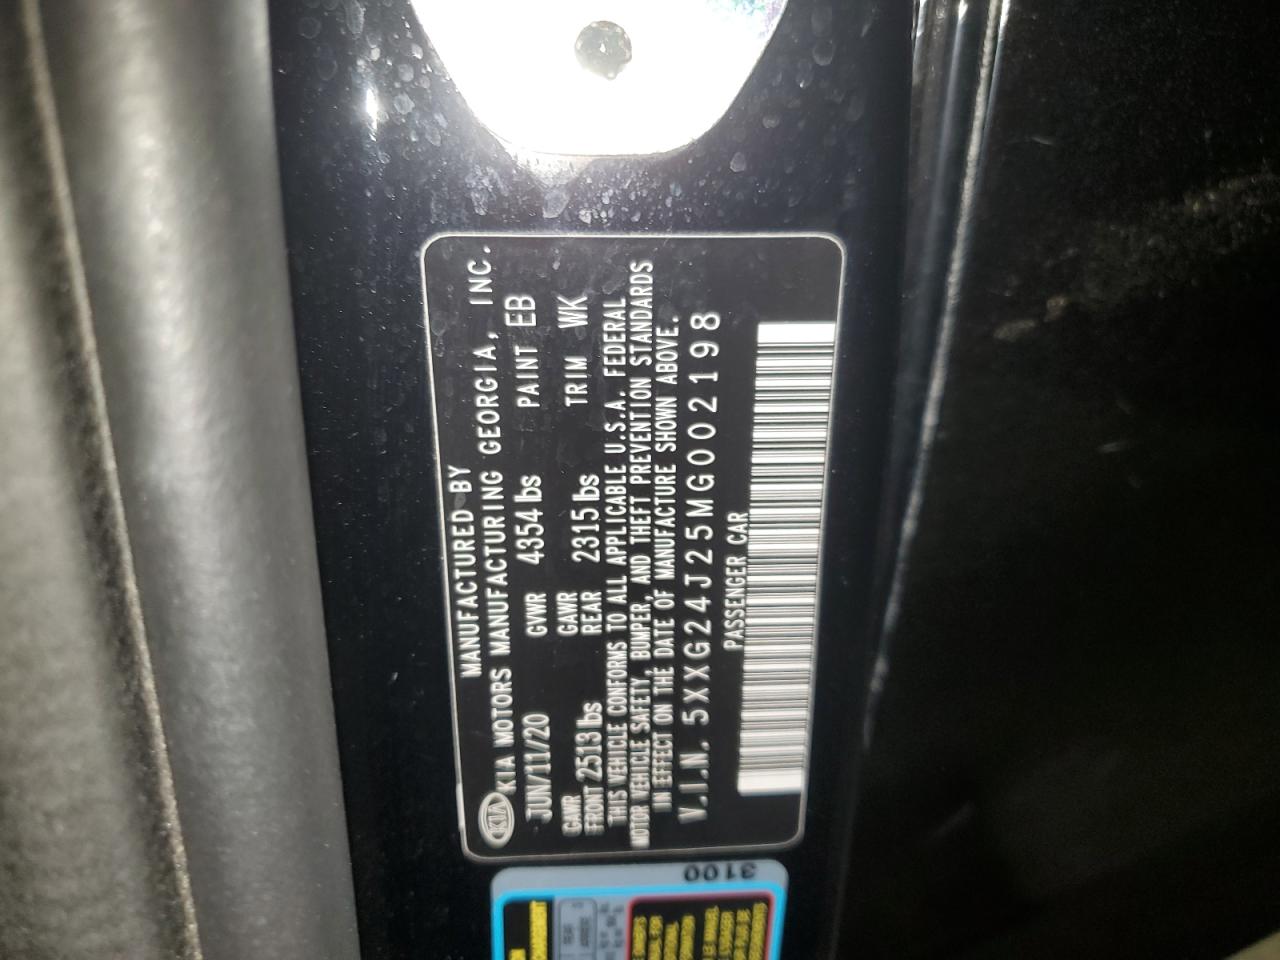 MANUFACTURED BY
KIA KIA MOTORS MANUFACTURING GEORGIA, INC.
JUN/11/20 GVWR 4354 lbs PAINT EB
GAWR FRONT 2513 lbs GAWR REAR 2315 lbs TRIM WK
THIS VEHICLE CONFORMS TO ALL APPLICABLE U.S.A. FEDERAL
MOTOR VEHICLE SAFETY, BUMPER, AND THEFT PREVENTION STANDARDS
IN EFFECT ON THE DATE OF MANUFACTURE SHOWN ABOVE.
V.I.N. 5XXG24J25MG002198
PASSENGER CAR
3100